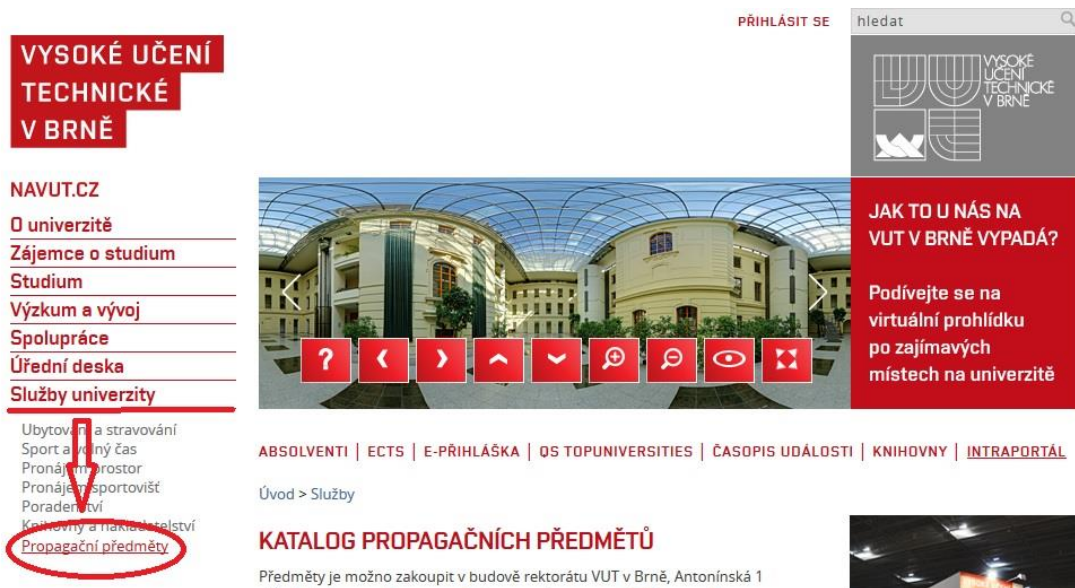 PŘIHLÁSIT SE
hledat
VYSOKÉ UČENÍ
TECHNICKÉ
V BRNĚ
VYSOKÉ
UČENÍ
TECHNICKÉ
V BRNĚ
NAVUT.CZ
O univerzitě
Zájemce o studium
Studium
Výzkum a vývoj
Spolupráce
Úřední deska
Služby univerzity
Ubytování a stravování
Sport a volný čas
Pronájem prostor
Pronájem sportovišť
Poradenství
Knihovny a nakladatelství
Propagační předměty
?
JAK TO U NÁS NA
VUT V BRNĚ VYPADÁ?
Podívejte se na
virtuální prohlídku
po zajímavých
místech na univerzitě
ABSOLVENTI | ECTS | E-PŘIHLÁŠKA | QS TOPUNIVERSITIES | ČASOPIS UDÁLOSTI | KNIHOVNY | INTRAPORTÁL
Úvod > Služby
KATALOG PROPAGAČNÍCH PŘEDMĚTŮ
Předměty je možno zakoupit v budově rektorátu VUT v Brně, Antonínská 1